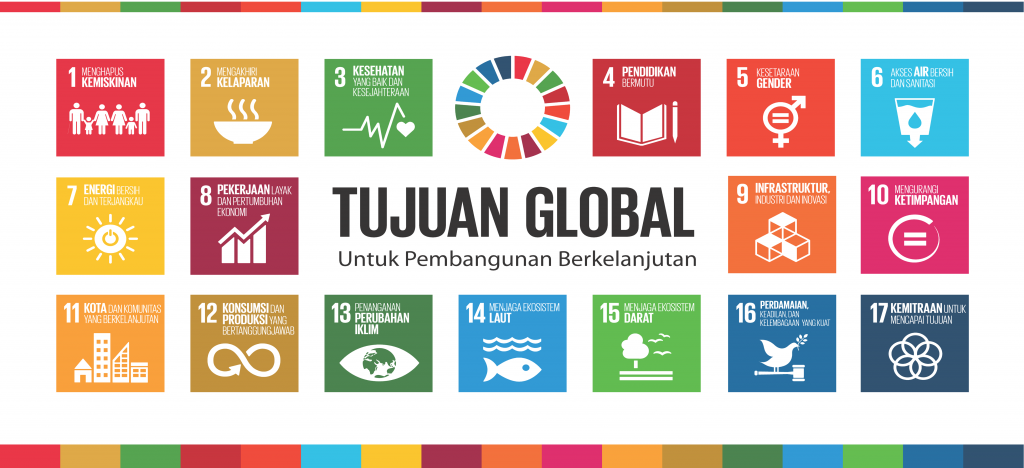 1 MENGHAPUS
KEMISKINAN
2 MENGAKHIRI
KELAPARAN
3 KESEHATAN
YANG BAIK DAN
KESEJAHTERAAN
4 PENDIDIKAN
BERMUTU
5 KESETARAAN
GENDER
6 AKSES AIR BERSIH
DAN SANITASI
7 ENERGI BERSIH
DAN TERJANGKAU
8 PEKERJAAN LAYAK
DAN PERTUMBUHAN
EKONOMI
TUJUAN GLOBAL
Untuk Pembangunan Berkelanjutan
9 INFRASTRUKTUR,
INDUSTRI DAN INOVASI
10 MENGURANGI
KETIMPANGAN
11 KOTA DAN KOMUNITAS
YANG BERKELANJUTAN
12 KONSUMSI DAN
PRODUKSI YANG
BERTANGGUNGJAWAB
13 PENANGANAN
PERUBAHAN
IKLIM
14 MENJAGA EKOSISTEM
LAUT
15 MENJAGA EKOSISTEM
DARAT
16 PERDAMAIAN,
KEADILAN, DAN
KELEMBAGAAN YANG KUAT
17 KEMITRAAN UNTUK
MENCAPAI TUJUAN